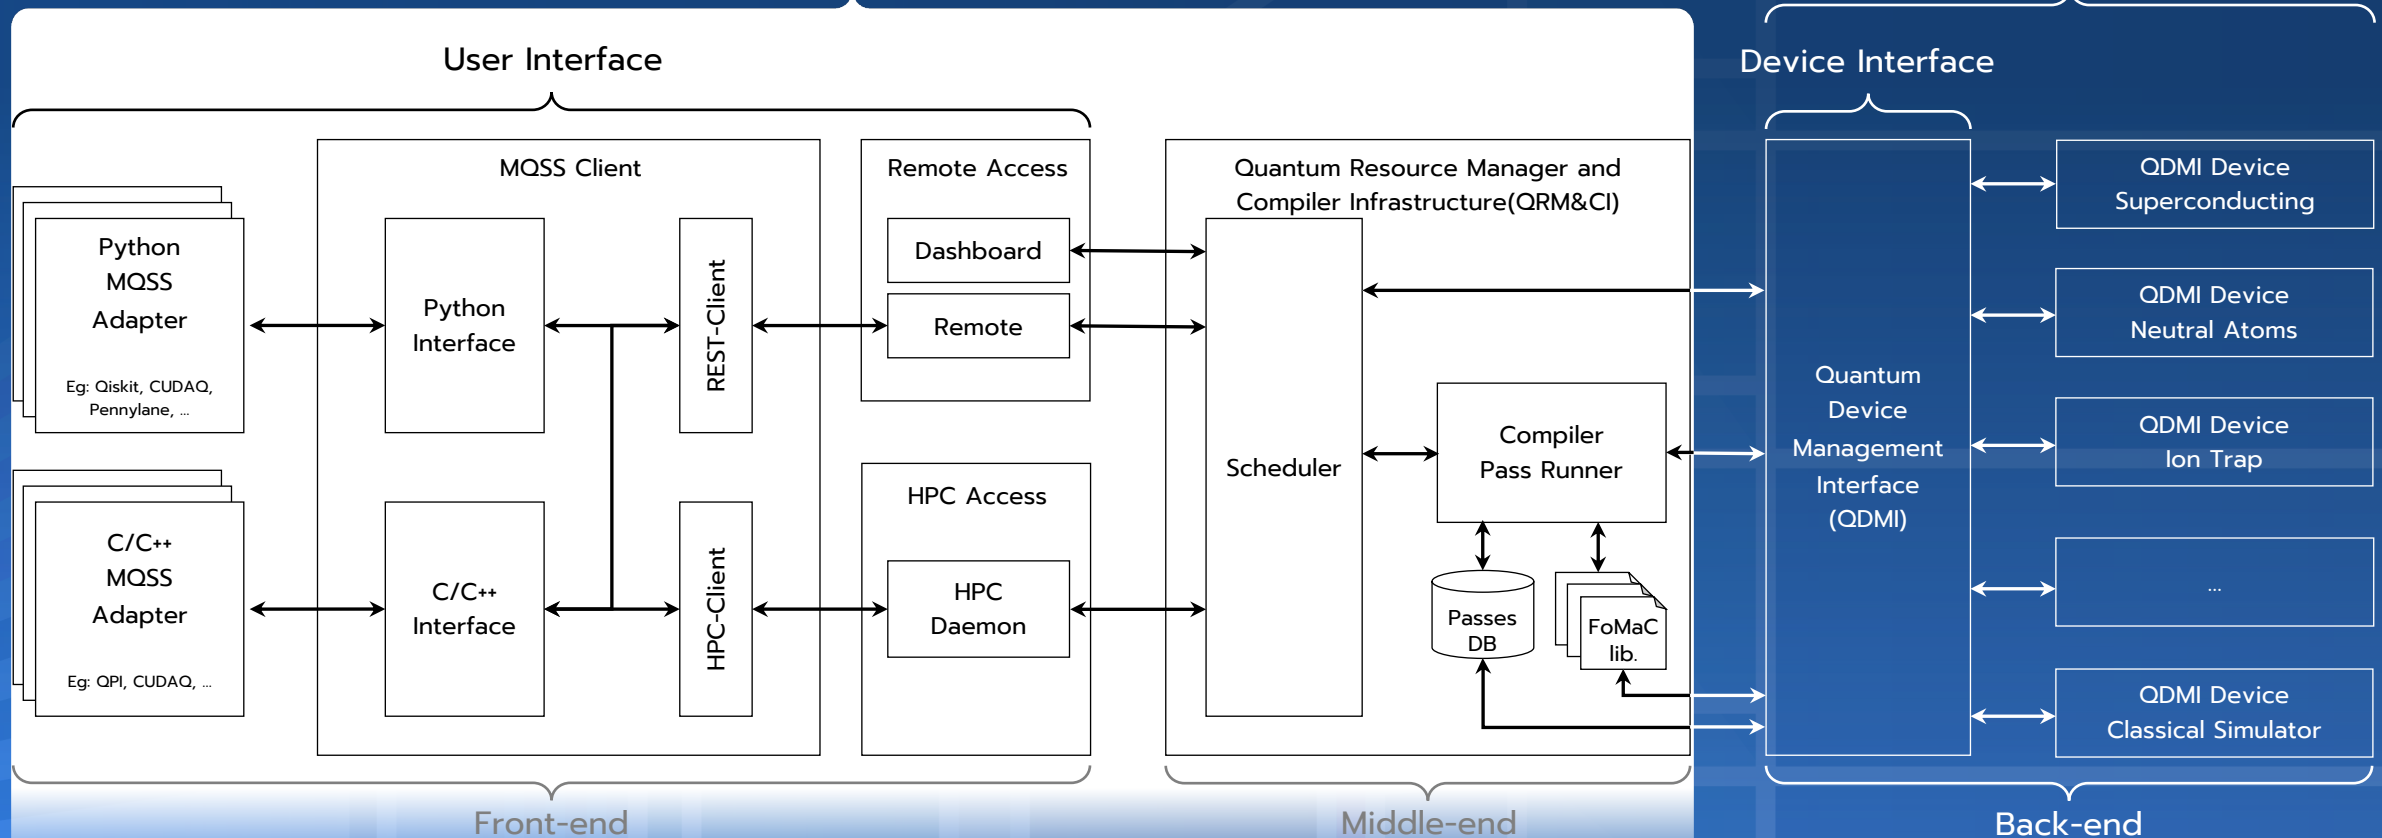 User Interface
Device Interface
MQSS Client
Remote Access
Quantum Resource Manager and
Compiler Infrastructure(QRM&CI)
Python
MQSS
Adapter
Eg: Qiskit, CUDAQ,
Pennylane, ...
Python
Interface
REST-Client
Dashboard
Remote
C/C++
MQSS
Adapter
Eg: QPI, CUDAQ, ...
C/C++
Interface
HPC-Client
HPC Access
HPC
Daemon
Scheduler
Compiler
Pass Runner
Passes
DB
FoMaC
lib.
Quantum
Device
Management
Interface
(QDMI)
QDMI Device
Superconducting
QDMI Device
Neutral Atoms
QDMI Device
Ion Trap
...
QDMI Device
Classical Simulator
Front-end
Middle-end
Back-end